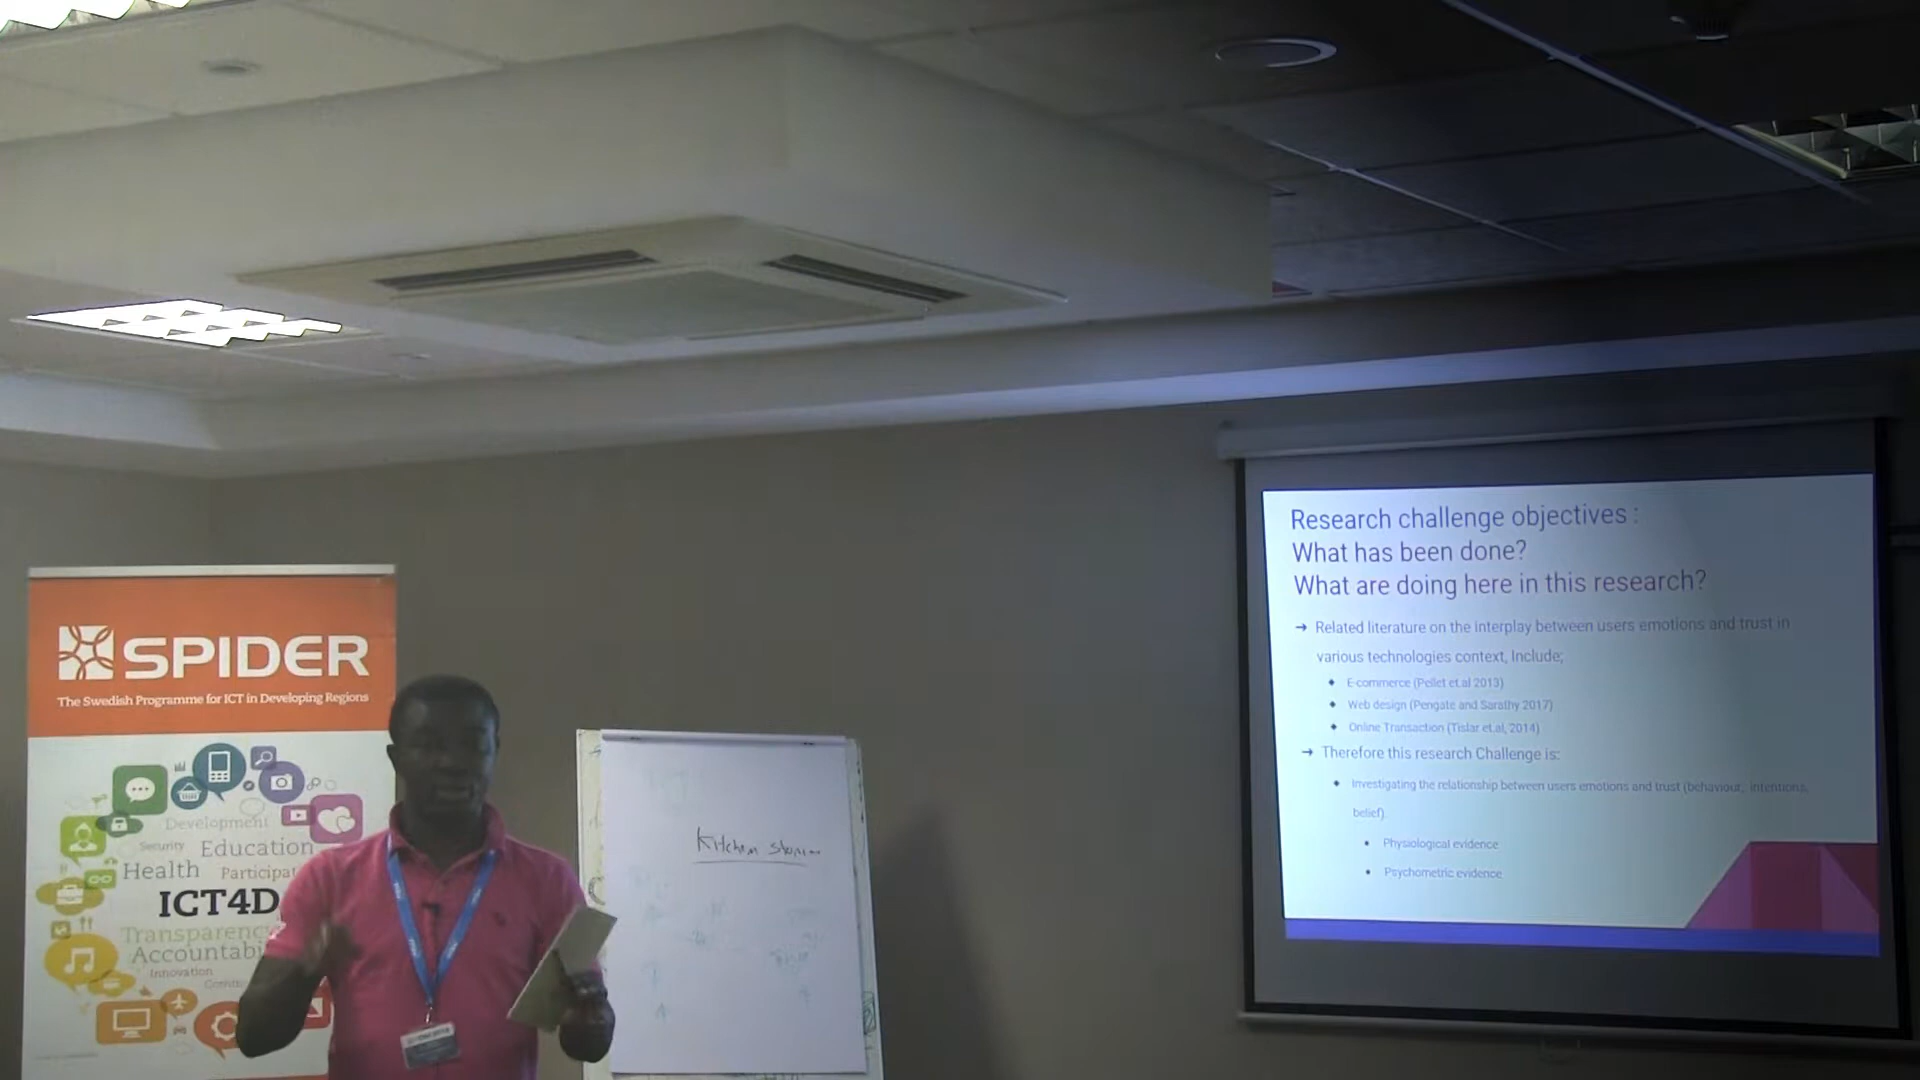 SPIDER
The Swedish Programme for ICT in Developing Regions
Development
Security Education
Health Participat
ICT4D
Transparenc
Accountabi
Innovation
Kitchen
Research challenge objectives :
What has been done?
What are doing here in this research?
→ Related literature on the interplay between users emotions and trust in
various technologies context, Include;
E-commerce (Pellet et.al 2013)
Web design (Pengate and Sarathy 2017)
Online Transaction (Tislar et.al, 2014)
→ Therefore this research Challenge is:
Investigating the relationship between users emotions and trust (behaviour, intentions,
belief).
Physiological evidence
Psychometric evidence